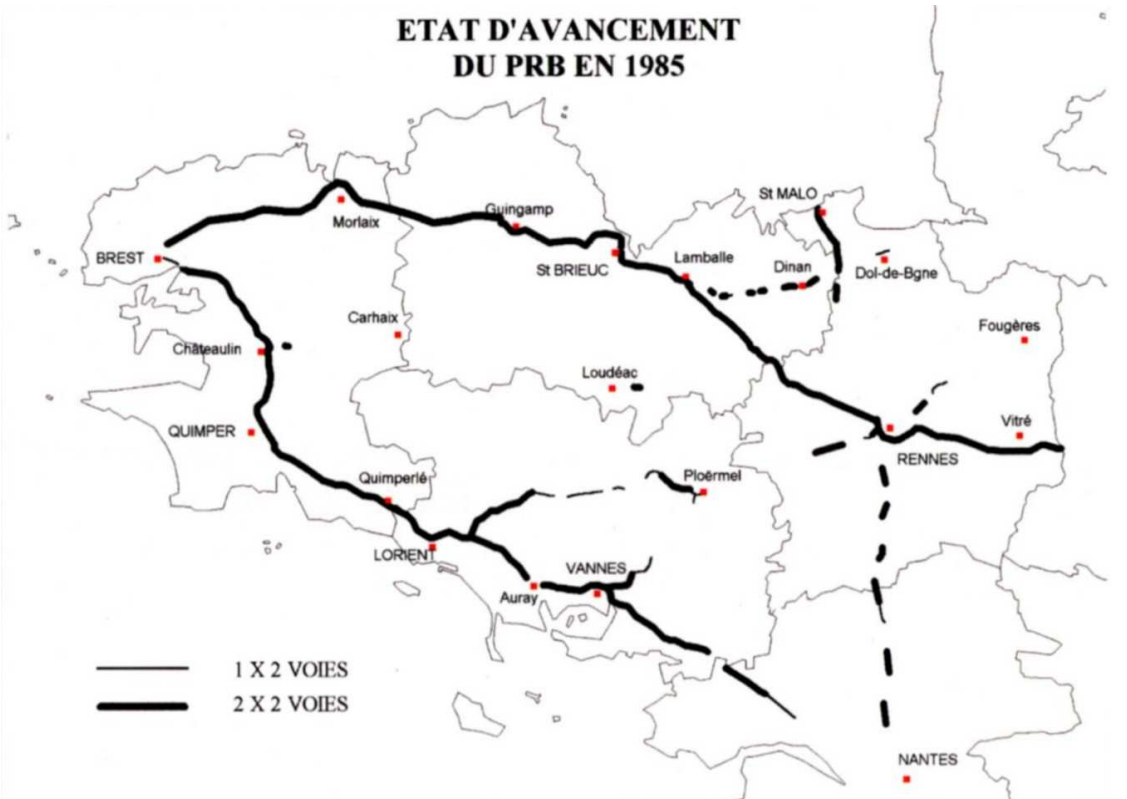 ETAT D'AVANCEMENT
DU PRB EN 1985
St MALO
Morlaix
Guingamp
BREST
St BRIEUC
Lamballe
Dinan
Dol-de-Bgne
Carhaix
Fougères
Châteaulin
Loudéac
QUIMPER
Vitré
RENNES
Quimperlé
Ploërmel
LORIENT
VANNES
Auray
1 X 2 VOIES
2 X 2 VOIES
NANTES